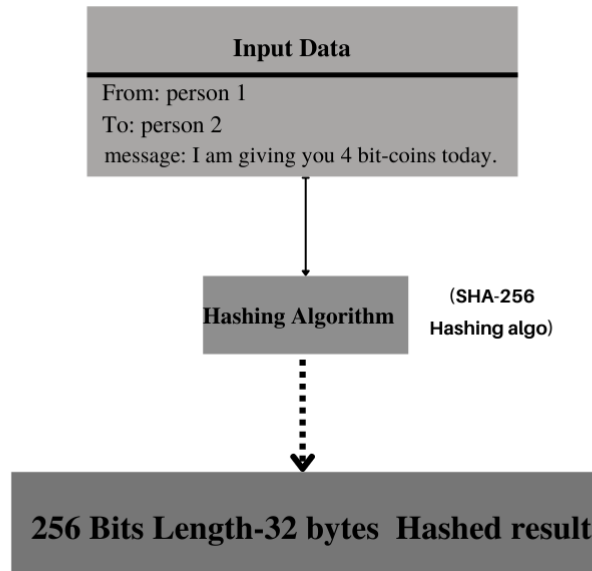 Input Data
From: person 1
To: person 2
message: I am giving you 4 bit-coins today.
Hashing Algorithm
(SHA-256
Hashing algo)
256 Bits Length-32 bytes Hashed result